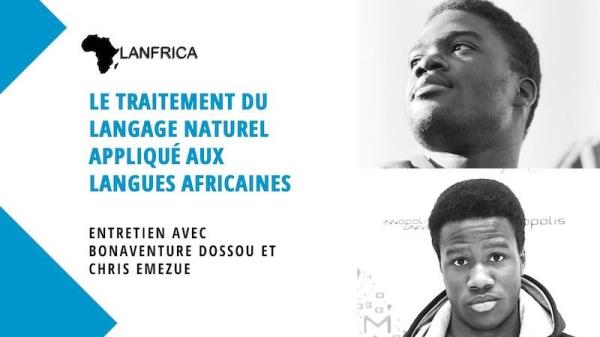 LANFRICA
LE TRAITEMENT DU
LANGAGE NATUREL
APPLIQUÉ AUX
LANGUES AFRICAINES
ENTRETIEN AVEC
BONAVENTURE DOSSOU ET
CHRIS EMEZUE